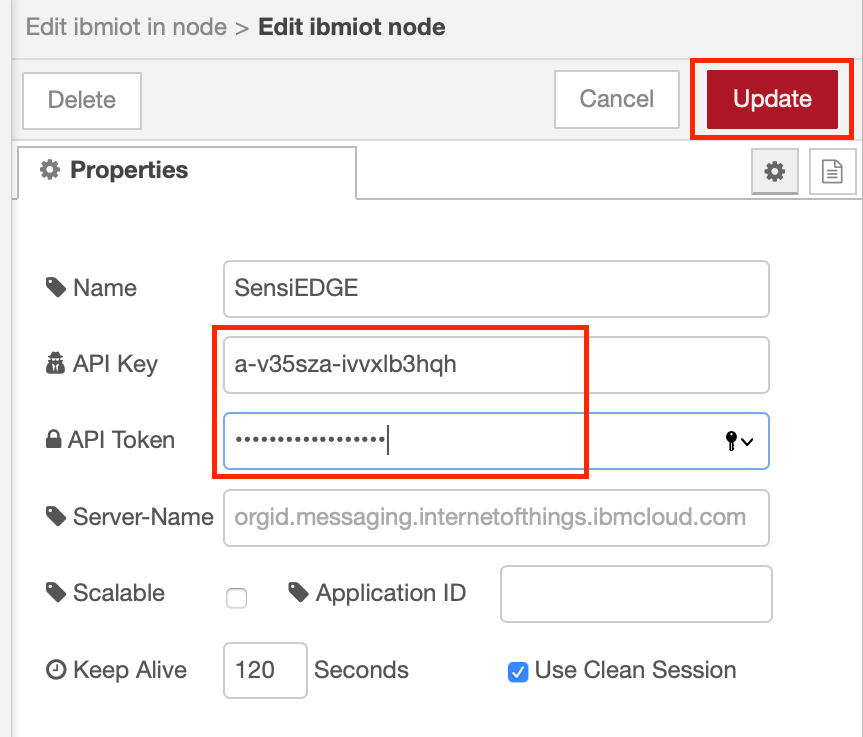 Edit ibmiot in node > Edit ibmiot node
Delete
Cancel
Update
Properties
Name
SensiEDGE
API Key
a-v35sza-ivvxlb3hqh
API Token
••••••••••••••••••
Server-Name
orgid.messaging.internetofthings.ibmcloud.com
Scalable
Application ID
Keep Alive
120
Seconds
Use Clean Session